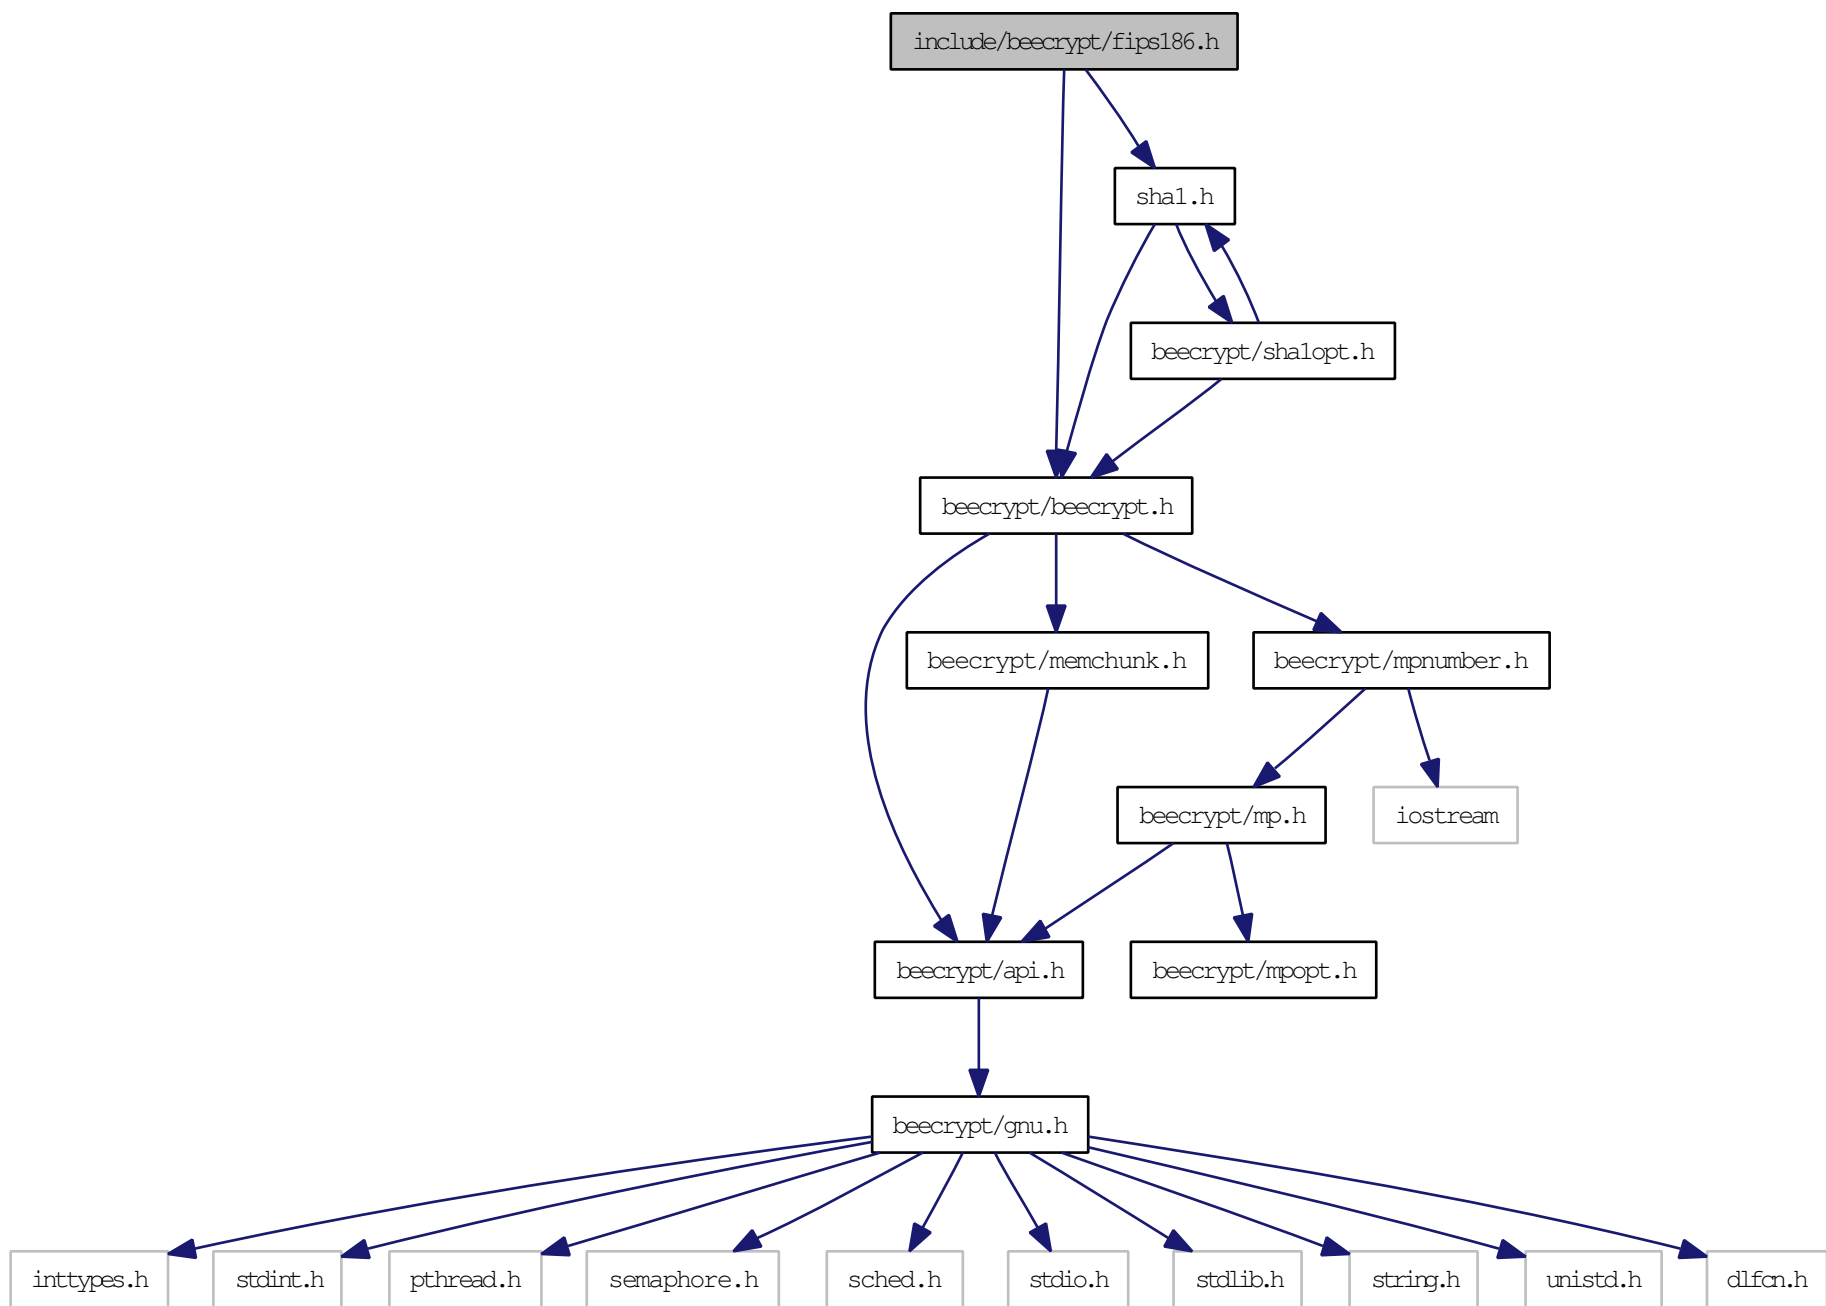 include/beecrypt/fips186.h
sha1.h
beecrypt/sha1opt.h
beecrypt/beecrypt.h
beecrypt/memchunk.h
beecrypt/mpnumber.h
beecrypt/mp.h
iostream
beecrypt/api.h
beecrypt/mpopt.h
beecrypt/gnu.h
inttypes.h
stdint.h
pthread.h
semaphore.h
sched.h
stdio.h
stdlib.h
string.h
unistd.h
dlfcn.h